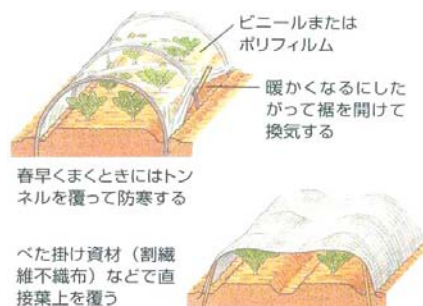 ビニールまたは
ポリフィルム
暖かくなるにした
がって裾を開けて
換気する
春早くまくときにはトン
ネルを覆って防寒する
べた掛け資材（割繊
維不織布）などで直
接葉上を覆う